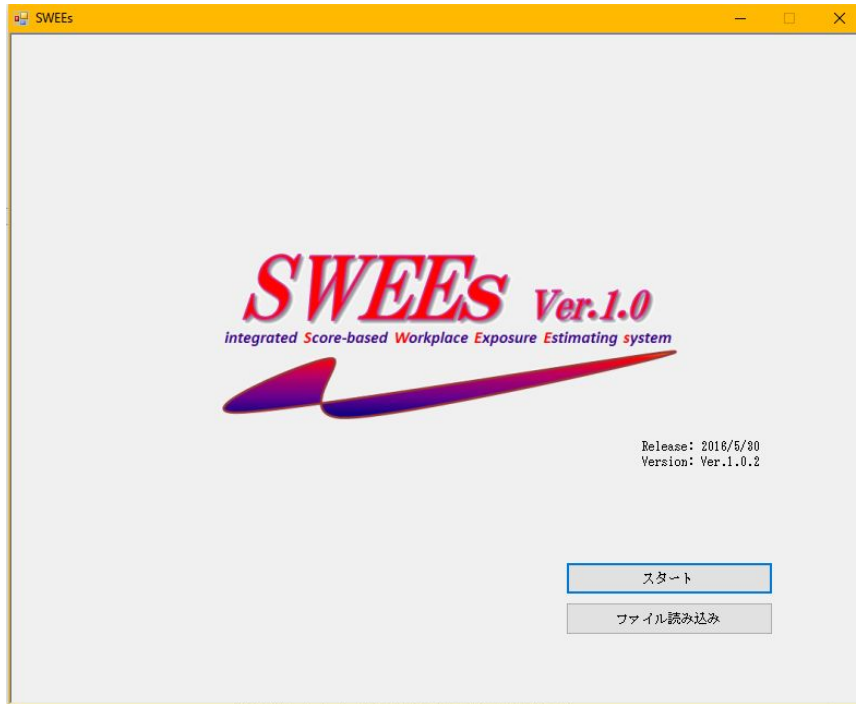 SWEEs
SWEEs Ver.1.0
integrated Score-based Workplace Exposure Estimating system
Release: 2016/5/30
Version: Ver.1.0.2
スタート
ファイル読み込み